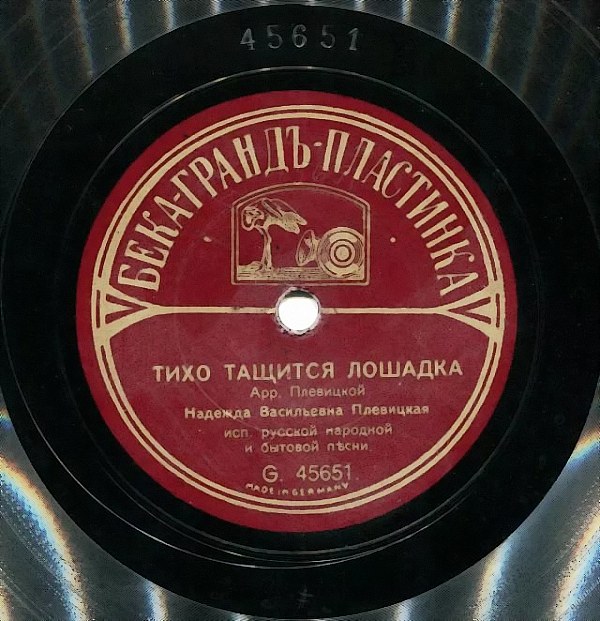 45651
БЕКА-ГРАНДЪ-ПЛАСТИНКА
ТИХО ТАЩИТСЯ ЛОШАДКА
Арр. Плевицкой
Надежда Васильевна Плевицкая
исп. русской народной
и бытовой пѣсни.
G. 45651.
MADE IN GERMANY